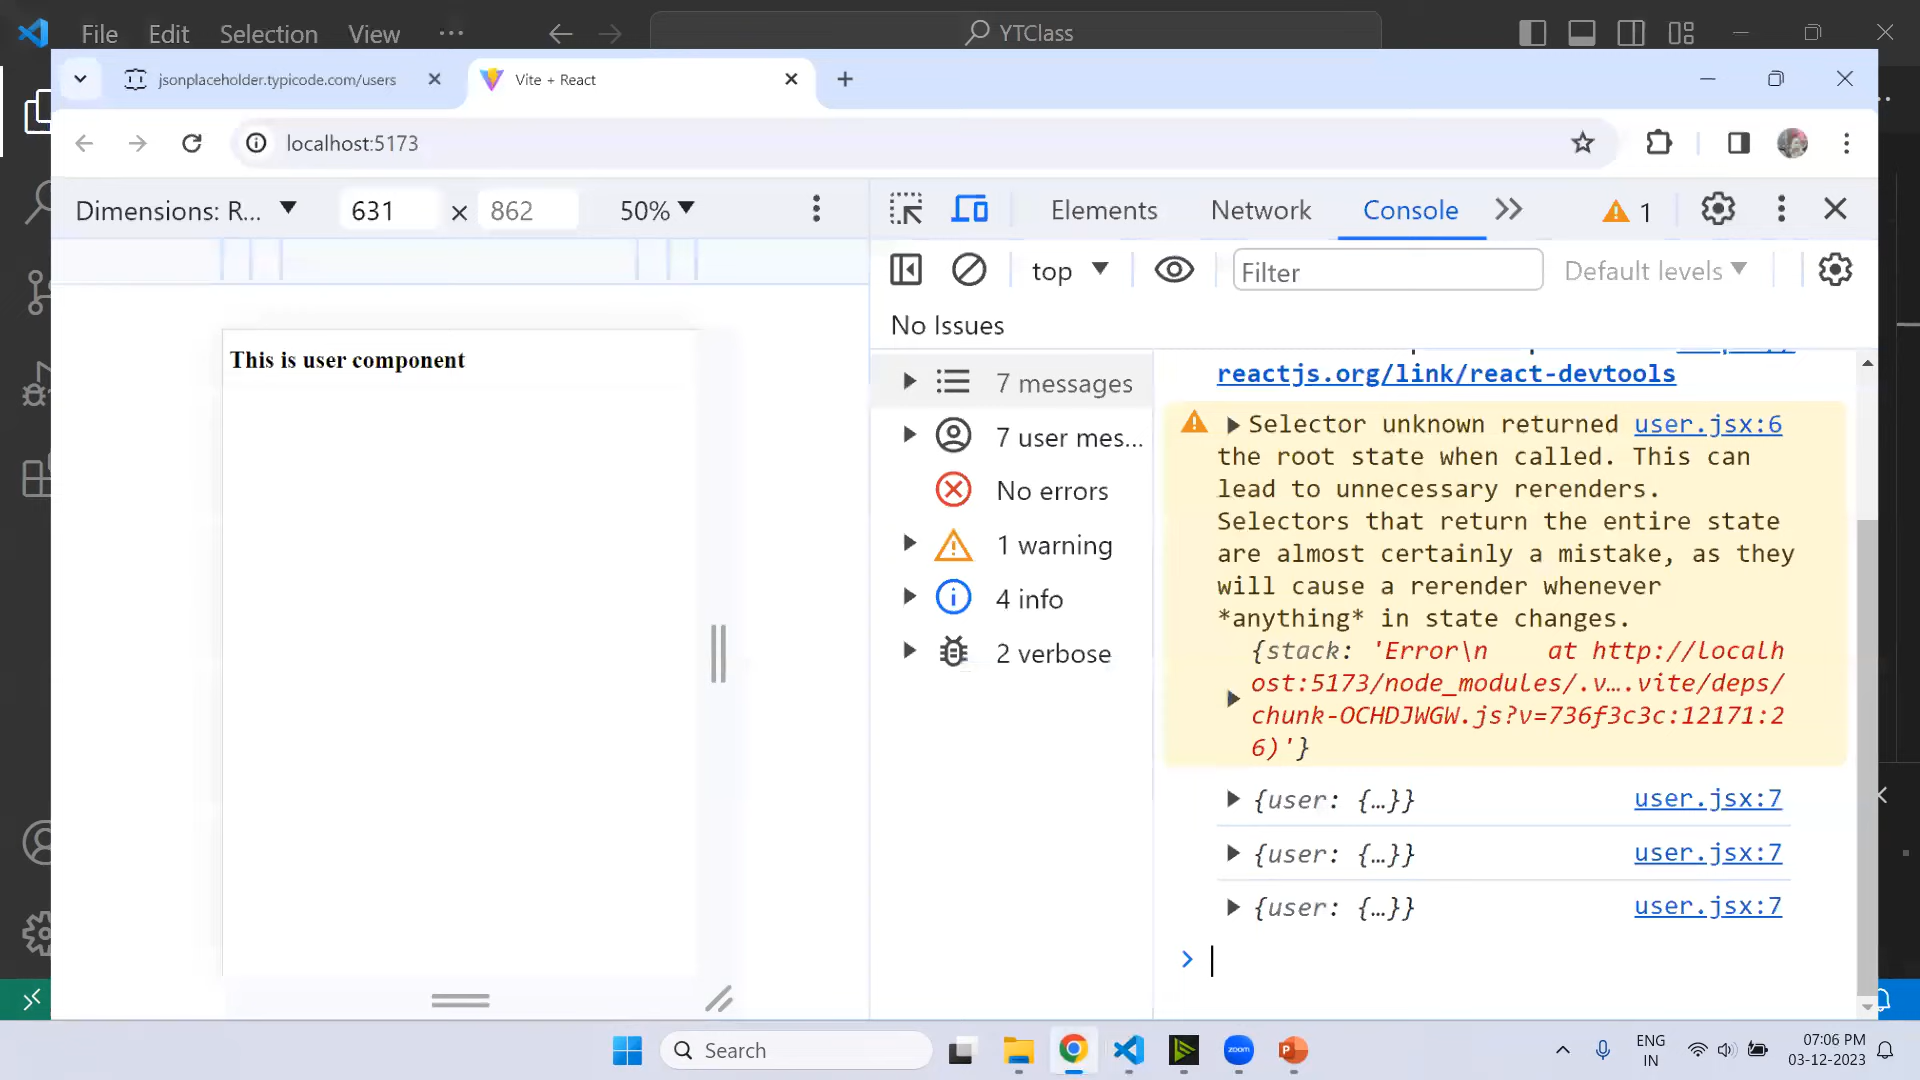 File Edit Selection View ... YTClass
jsonplaceholder.typicode.com/users Vite + React
localhost:5173
Dimensions: R... 631 × 862 50%
Elements Network Console 1
top Filter Default levels
No Issues
This is user component
7 messages
7 user mes...
No errors
1 warning
4 info
2 verbose
reactjs.org/link/react-devtools
Selector unknown returned user.jsx:6
the root state when called. This can
lead to unnecessary rerenders.
Selectors that return the entire state
are almost certainly a mistake, as they
will cause a rerender whenever
*anything* in state changes.
{stack: 'Error\n    at http://localh
ost:5173/node_modules/.v….vite/deps/
chunk-OCHDJWGW.js?v=736f3c3c:12171:2
6)'}
{user: {…}} user.jsx:7
{user: {…}} user.jsx:7
{user: {…}} user.jsx:7
Search
zoom
ENG
IN
07:06 PM
03-12-2023